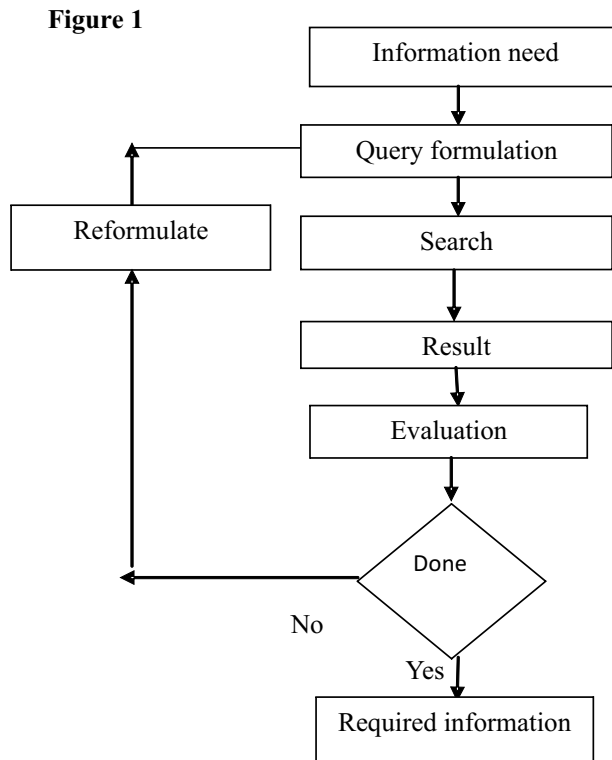 Figure 1
Information need
Query formulation
Reformulate
Search
Result
Evaluation
Done
No
Yes
Required information